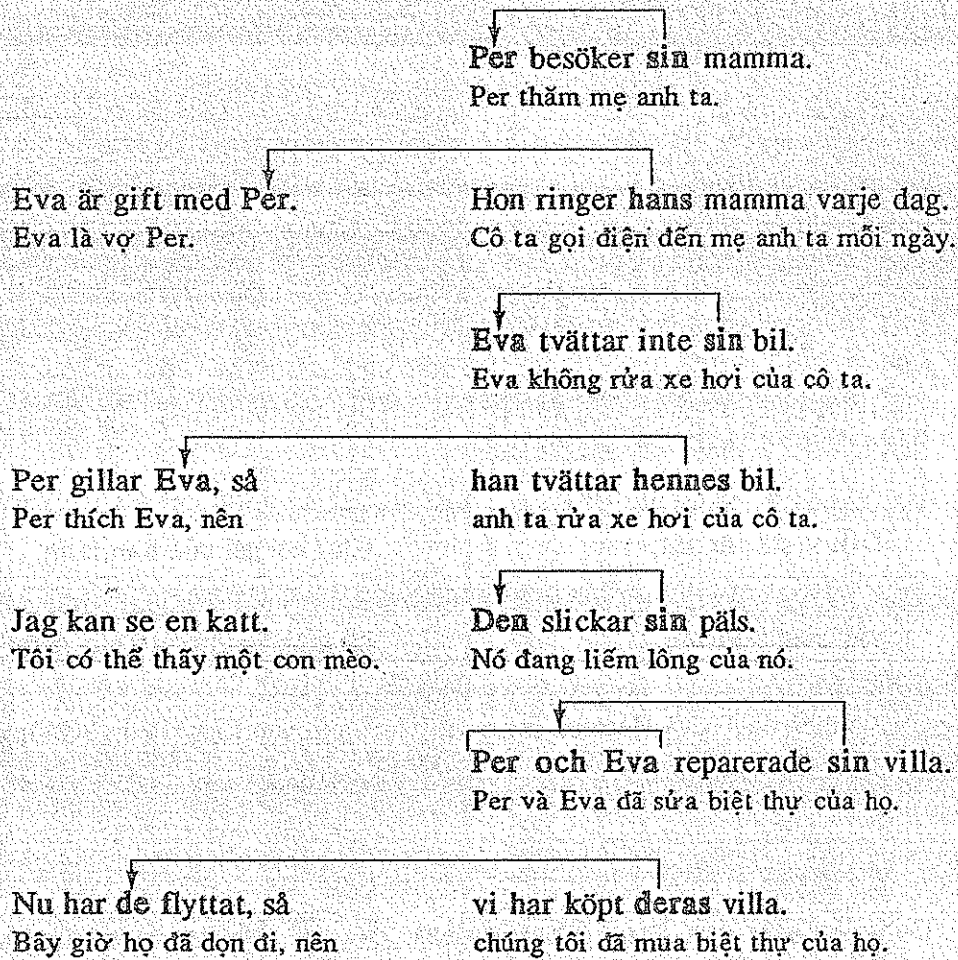 Per besöker sin mamma.
Per thăm mẹ anh ta.
Eva är gift med Per. Hon ringer hans mamma varje dag.
Eva là vợ Per. Cô ta gọi điện đến mẹ anh ta mỗi ngày.
Eva tvättar inte sin bil.
Eva không rửa xe hơi của cô ta.
Per gillar Eva, så han tvättar hennes bil.
Per thích Eva, nên anh ta rửa xe hơi của cô ta.
Jag kan se en katt. Den slickar sin päls.
Tôi có thể thấy một con mèo. Nó đang liếm lông của nó.
Per och Eva reparerade sin villa.
Per và Eva đã sửa biệt thự của họ.
Nu har de flyttat, så vi har köpt deras villa.
Bây giờ họ đã dọn đi, nên chúng tôi đã mua biệt thự của họ.